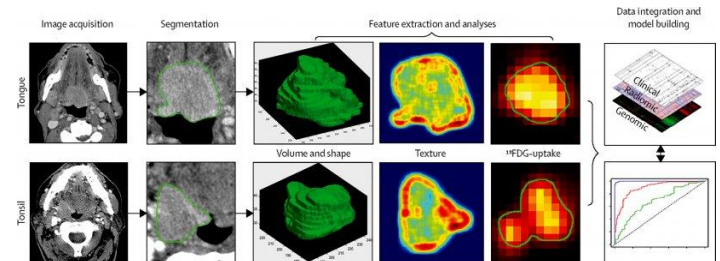 Image acquisition
Segmentation
Feature extraction and analyses
Data integration and
model building
Tongue
Clinical
Radiomic
Genomic
Volume and shape
Texture
¹⁸FDG-uptake
Tonsil